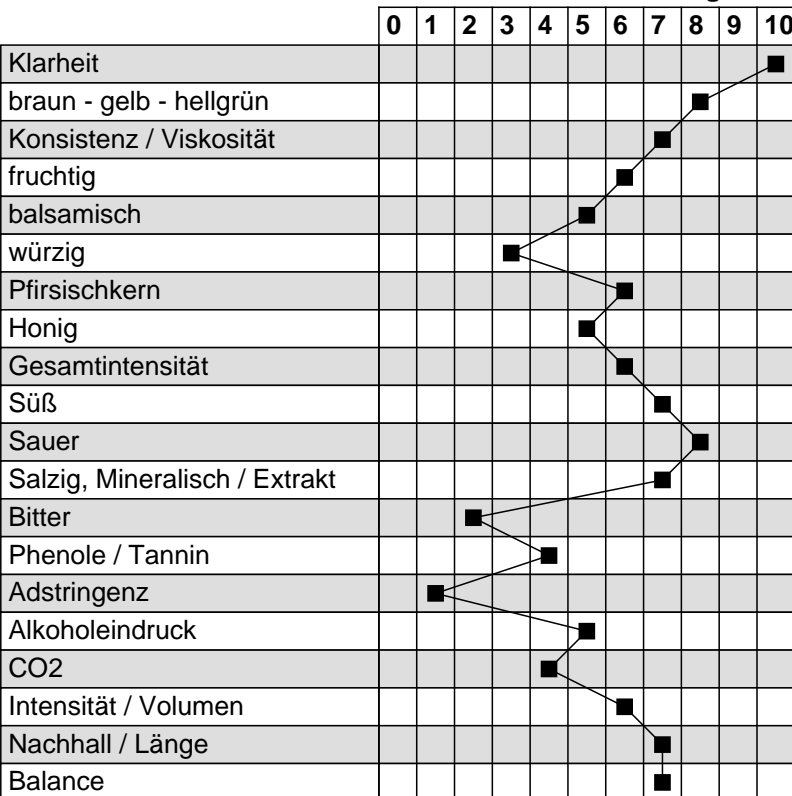 0 1 2 3 4 5 6 7 8 9 10
Klarheit
braun - gelb - hellgrün
Konsistenz / Viskosität
fruchtig
balsamisch
würzig
Pfirsischkern
Honig
Gesamtintensität
Süß
Sauer
Salzig, Mineralisch / Extrakt
Bitter
Phenole / Tannin
Adstringenz
Alkoholeindruck
CO2
Intensität / Volumen
Nachhall / Länge
Balance